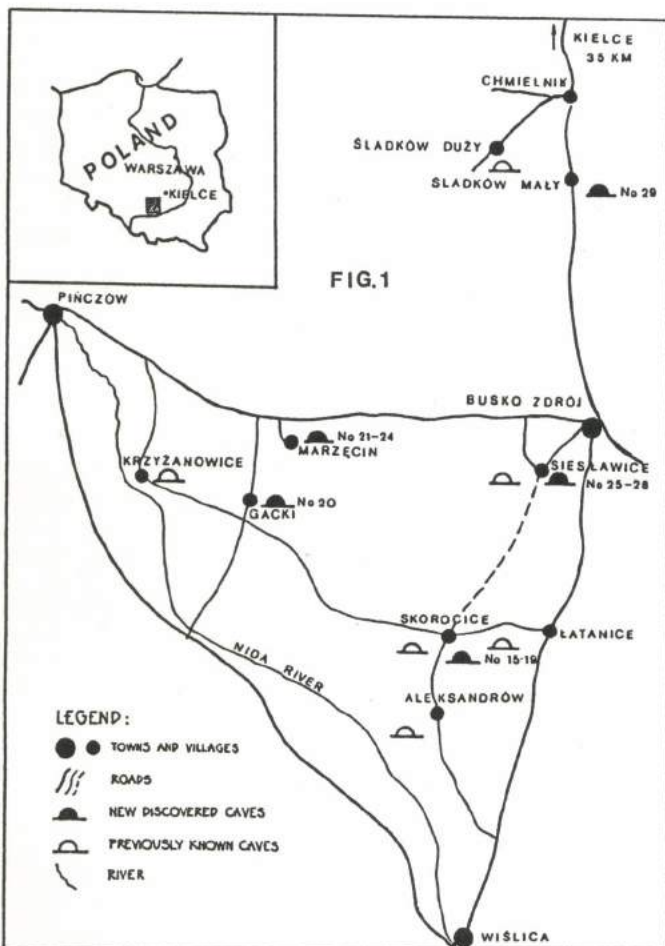 KIELCE
35 KM
CHMIELNIK
ŚLADKÓW DUŻY
ŚLADKÓW MAŁY
No 29
POLAND
WARSZAWA
KIELCE
FIG.1
PIŃCZÓW
BUSKO ZDRÓJ
No 21-24
MARZĘCIN
KRZYŻANOWICE
SIESŁAWICE
No 25-28
No 20
GACKI
SKOROCICE
ŁATANICE
No 15-19
NIDA RIVER
ALEKSANDRÓW
LEGEND:
TOWNS AND VILLAGES
ROADS
NEW DISCOVERED CAVES
PREVIOUSLY KNOWN CAVES
RIVER
WIŚLICA